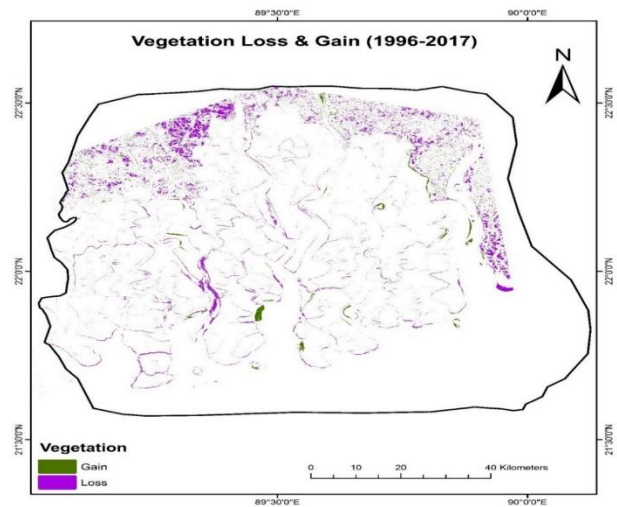 89°30'0"E 90°0'0"E
Vegetation Loss & Gain (1996-2017)
N
22°30'0"N 22°30'0"N
22°0'0"N 22°0'0"N
21°30'0"N 21°30'0"N
Vegetation
Gain
Loss
0 10 20 40 Kilometers
89°30'0"E 90°0'0"E